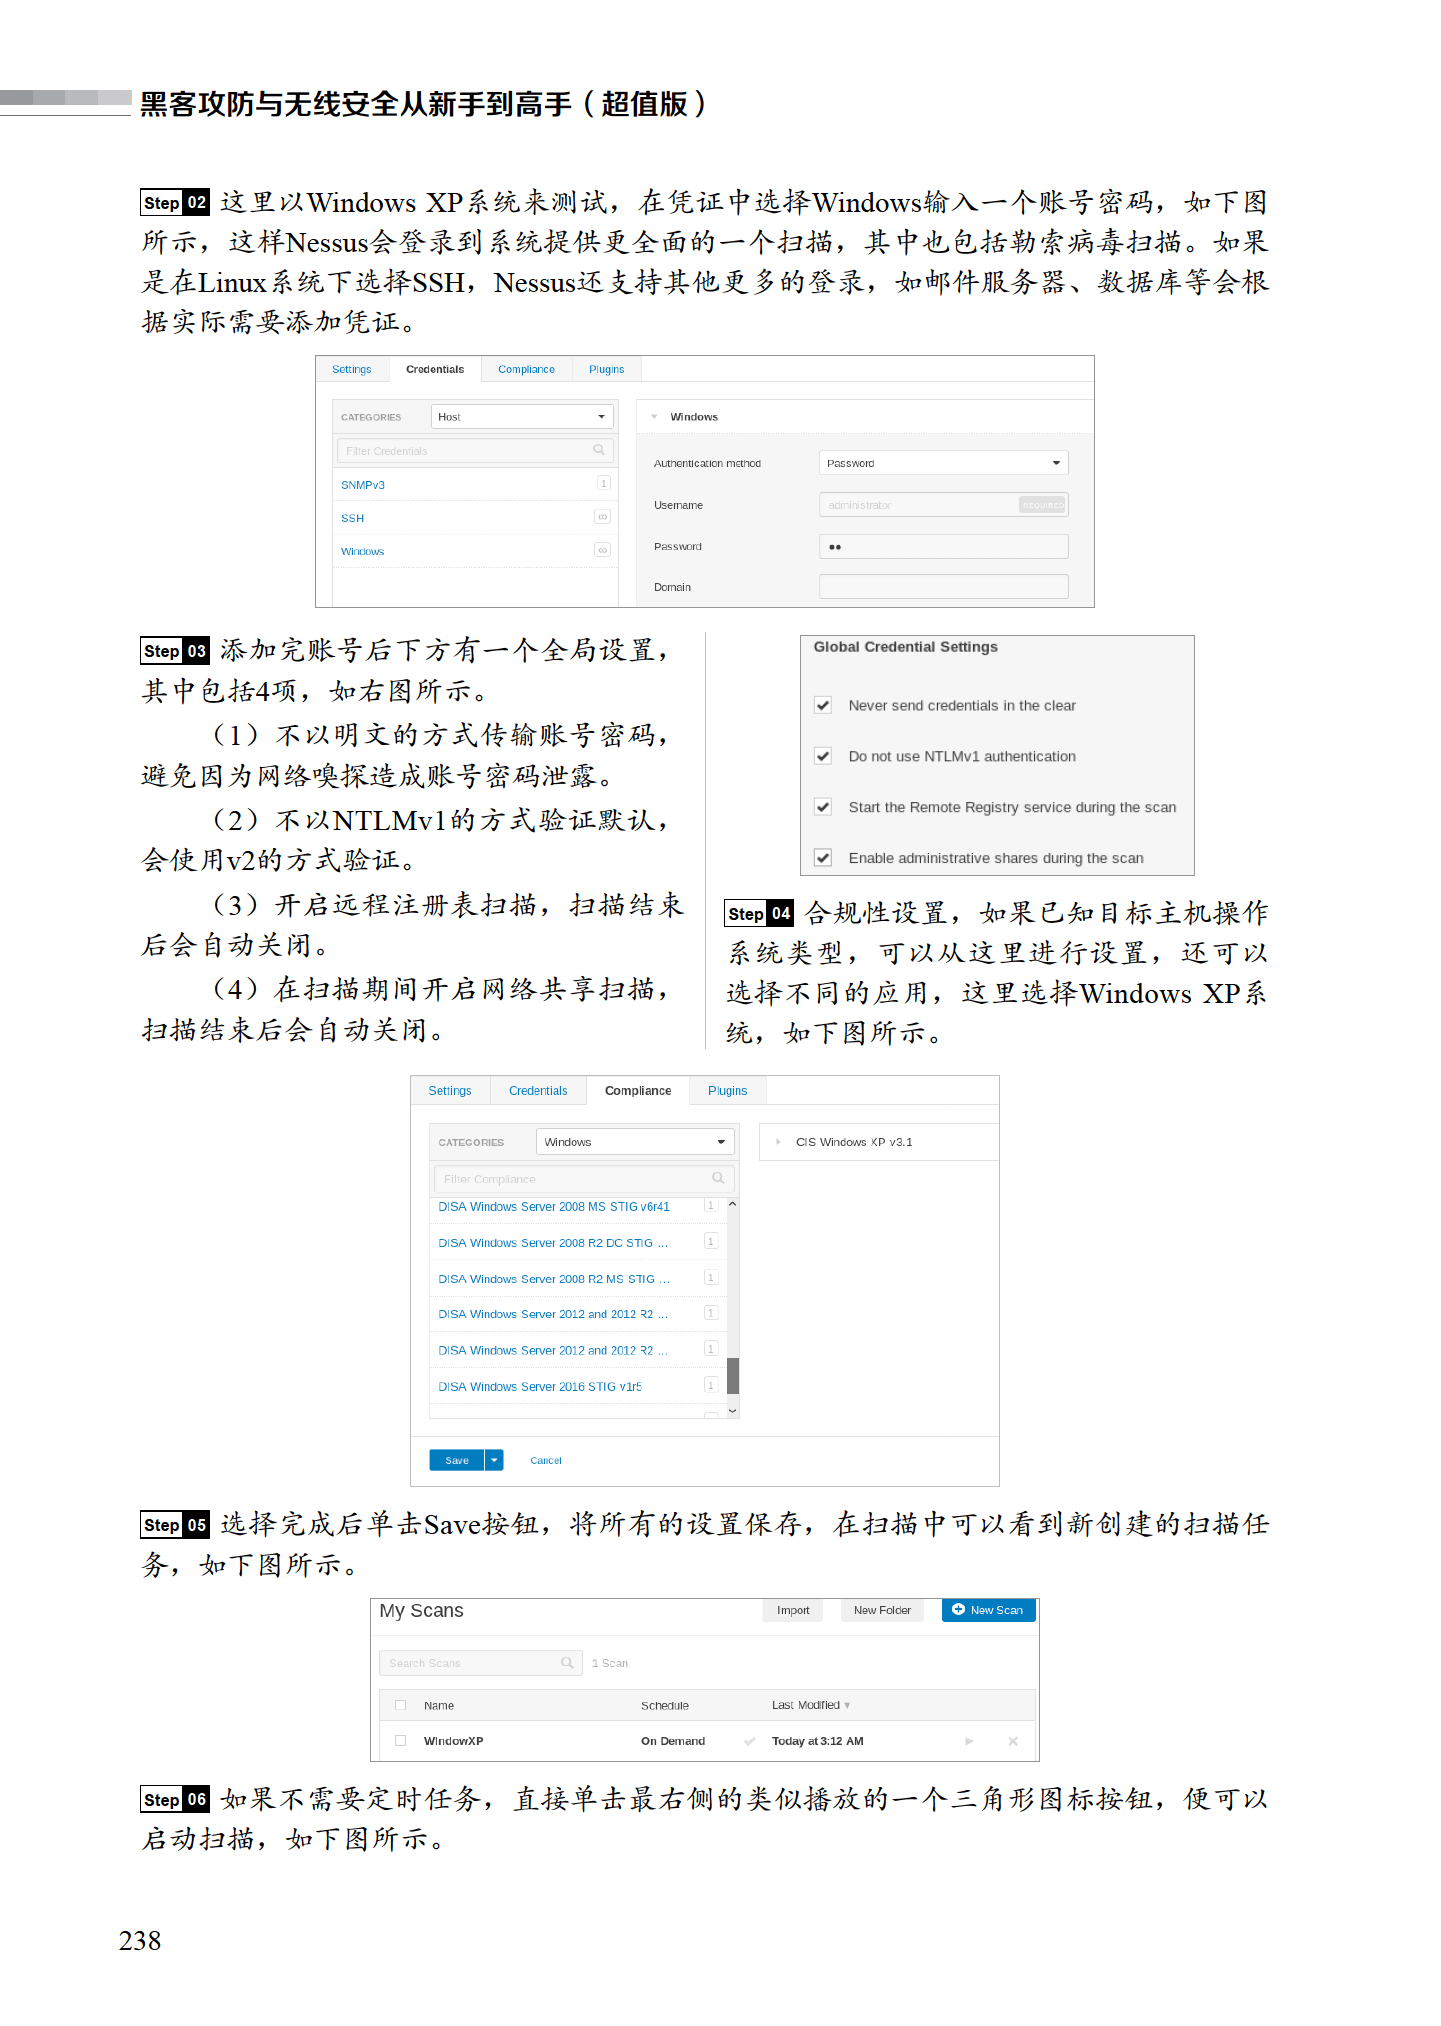 黑客攻防与无线安全从新手到高手（超值版）
Step 02 这里以Windows XP系统来测试，在凭证中选择Windows输入一个账号密码，如下图
所示，这样Nessus会登录到系统提供更全面的一个扫描，其中也包括勒索病毒扫描。如果
是在Linux系统下选择SSH，Nessus还支持其他更多的登录，如邮件服务器、数据库等会根
据实际需要添加凭证。
Settings Credentials Compliance Plugins
CATEGORIES Host
Filter Credentials
SNMPv3 1
SSH ∞
Windows ∞
Windows
Authentication method Password
Username administrator REQUIRED
Password ●●
Domain
Step 03 添加完账号后下方有一个全局设置，
其中包括4项，如右图所示。
（1）不以明文的方式传输账号密码，
避免因为网络嗅探造成账号密码泄露。
（2）不以NTLMv1的方式验证默认，
会使用v2的方式验证。
（3）开启远程注册表扫描，扫描结束
后会自动关闭。
（4）在扫描期间开启网络共享扫描，
扫描结束后会自动关闭。
Global Credential Settings
Never send credentials in the clear
Do not use NTLMv1 authentication
Start the Remote Registry service during the scan
Enable administrative shares during the scan
Step 04 合规性设置，如果已知目标主机操作
系统类型，可以从这里进行设置，还可以
选择不同的应用，这里选择Windows XP系
统，如下图所示。
Settings Credentials Compliance Plugins
CATEGORIES Windows
Filter Compliance
DISA Windows Server 2008 MS STIG v6r41 1
DISA Windows Server 2008 R2 DC STIG ... 1
DISA Windows Server 2008 R2 MS STIG ... 1
DISA Windows Server 2012 and 2012 R2 ... 1
DISA Windows Server 2012 and 2012 R2 ... 1
DISA Windows Server 2016 STIG v1r5 1
CIS Windows XP v3.1
Save Cancel
Step 05 选择完成后单击Save按钮，将所有的设置保存，在扫描中可以看到新创建的扫描任
务，如下图所示。
My Scans Import New Folder New Scan
Search Scans 1 Scan
Name Schedule Last Modified
WIndowXP On Demand Today at 3:12 AM
Step 06 如果不需要定时任务，直接单击最右侧的类似播放的一个三角形图标按钮，便可以
启动扫描，如下图所示。
238